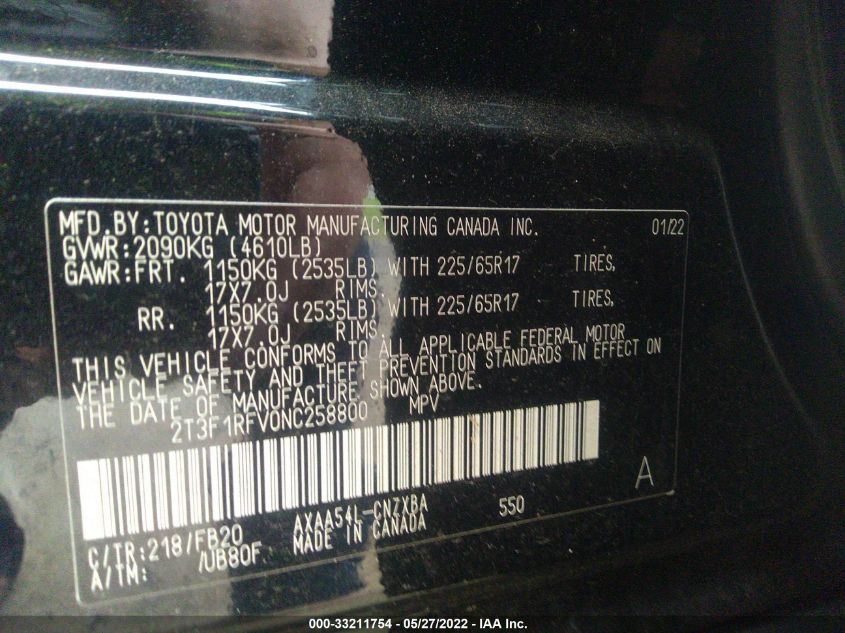 MFD.BY:TOYOTA MOTOR MANUFACTURING CANADA INC. 01/22
GVWR:2090KG (4610LB)
GAWR:FRT. 1150KG (2535LB) WITH 225/65R17 TIRES,
17X7.0J RIMS,
RR. 1150KG (2535LB) WITH 225/65R17 TIRES,
17X7.0J RIMS
THIS VEHICLE CONFORMS TO ALL APPLICABLE FEDERAL MOTOR
VEHICLE SAFETY AND THEFT PREVENTION STANDARDS IN EFFECT ON
THE DATE OF MANUFACTURE SHOWN ABOVE.
2T3F1RFV0NC258800 MPV
A
C/TR:218/FB20 AXAA54L-CNZXBA 550
A/TM: /UB80F MADE IN CANADA
000-33211754 - 05/27/2022 - IAA Inc.